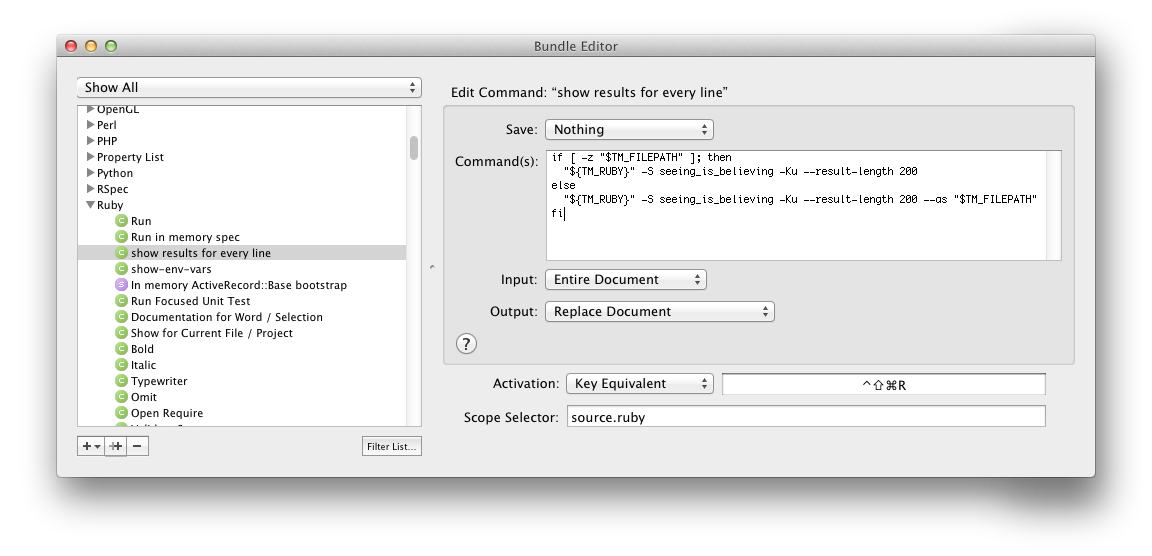 Bundle Editor
Show All
OpenGL
Perl
PHP
Property List
Python
RSpec
Ruby
C Run
C Run in memory spec
C show results for every line
C show-env-vars
S In memory ActiveRecord::Base bootstrap
C Run Focused Unit Test
C Documentation for Word / Selection
C Show for Current File / Project
C Bold
C Italic
C Typewriter
C Omit
C Open Require
Filter List...
Edit Command: “show results for every line”
Save: Nothing
Command(s):
if [ -z "$TM_FILEPATH" ]; then
"${TM_RUBY}" -S seeing_is_believing -Ku --result-length 200
else
"${TM_RUBY}" -S seeing_is_believing -Ku --result-length 200 --as "$TM_FILEPATH"
fi
Input: Entire Document
Output: Replace Document
?
Activation: Key Equivalent ^⇧⌘R
Scope Selector: source.ruby